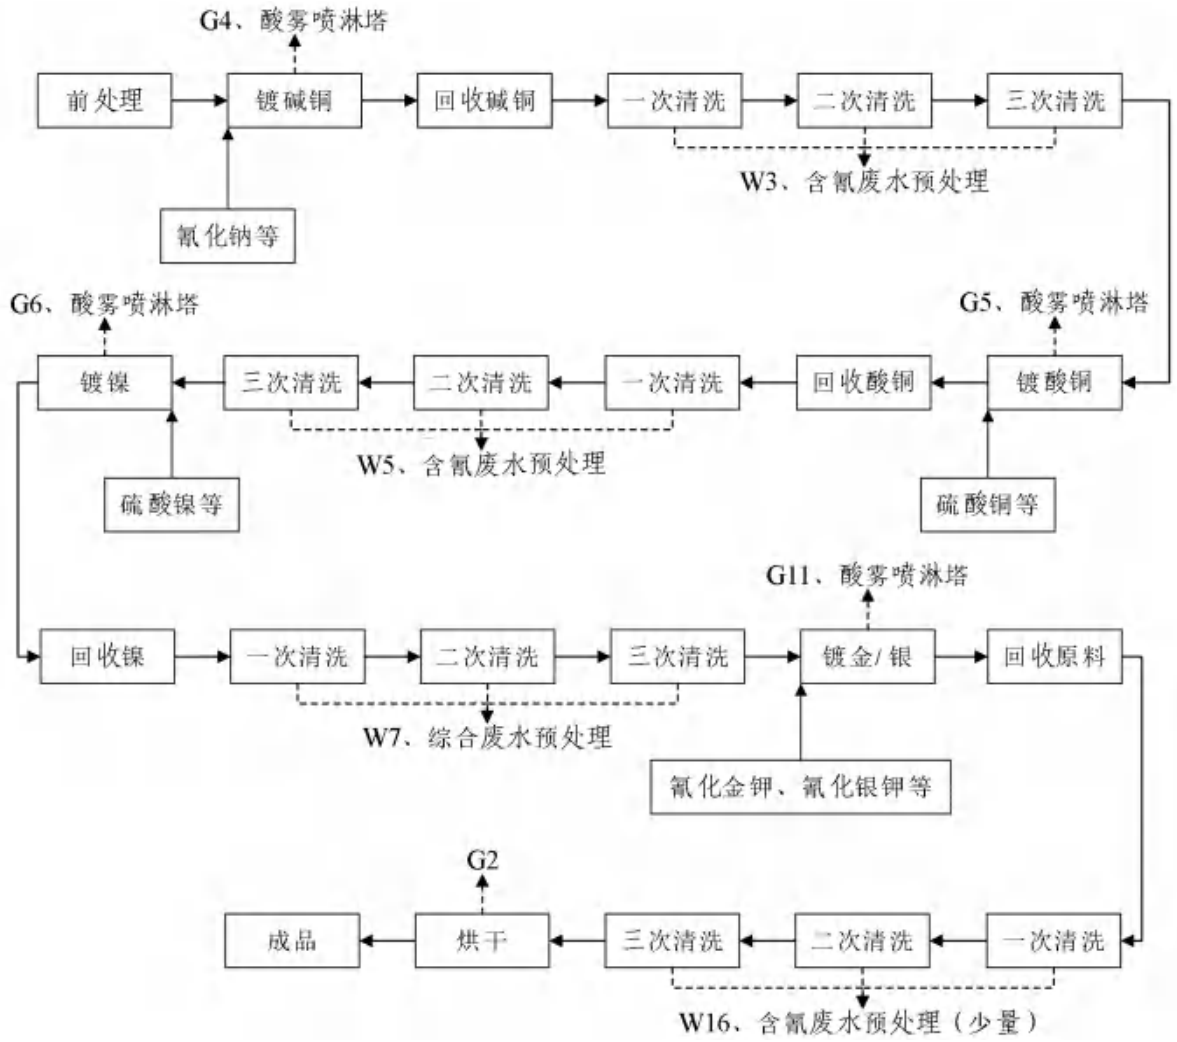 G4、酸雾喷淋塔
前处理
镀碱铜
回收碱铜
一次清洗
二次清洗
三次清洗
W3、含氰废水预处理
氰化钠等
G6、酸雾喷淋塔
G5、酸雾喷淋塔
镀镍
三次清洗
二次清洗
一次清洗
回收酸铜
镀酸铜
W5、含氰废水预处理
硫酸镍等
硫酸铜等
G11、酸雾喷淋塔
回收镍
一次清洗
二次清洗
三次清洗
镀金/银
回收原料
W7、综合废水预处理
氰化金钾、氰化银钾等
G2
成品
烘干
三次清洗
二次清洗
一次清洗
W16、含氰废水预处理(少量)